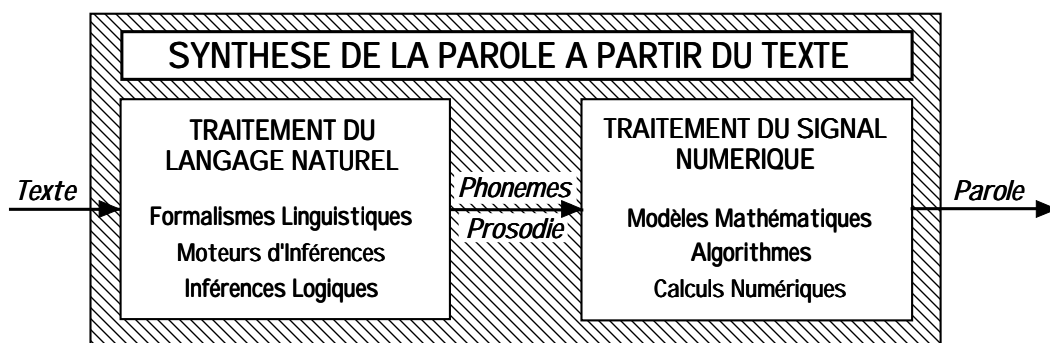 SYNTHESE DE LA PAROLE A PARTIR DU TEXTE
Texte
TRAITEMENT DU
LANGAGE NATUREL
Formalismes Linguistiques
Moteurs d'Inférences
Inférences Logiques
Phonemes
Prosodie
TRAITEMENT DU SIGNAL
NUMERIQUE
Modèles Mathématiques
Algorithmes
Calculs Numériques
Parole